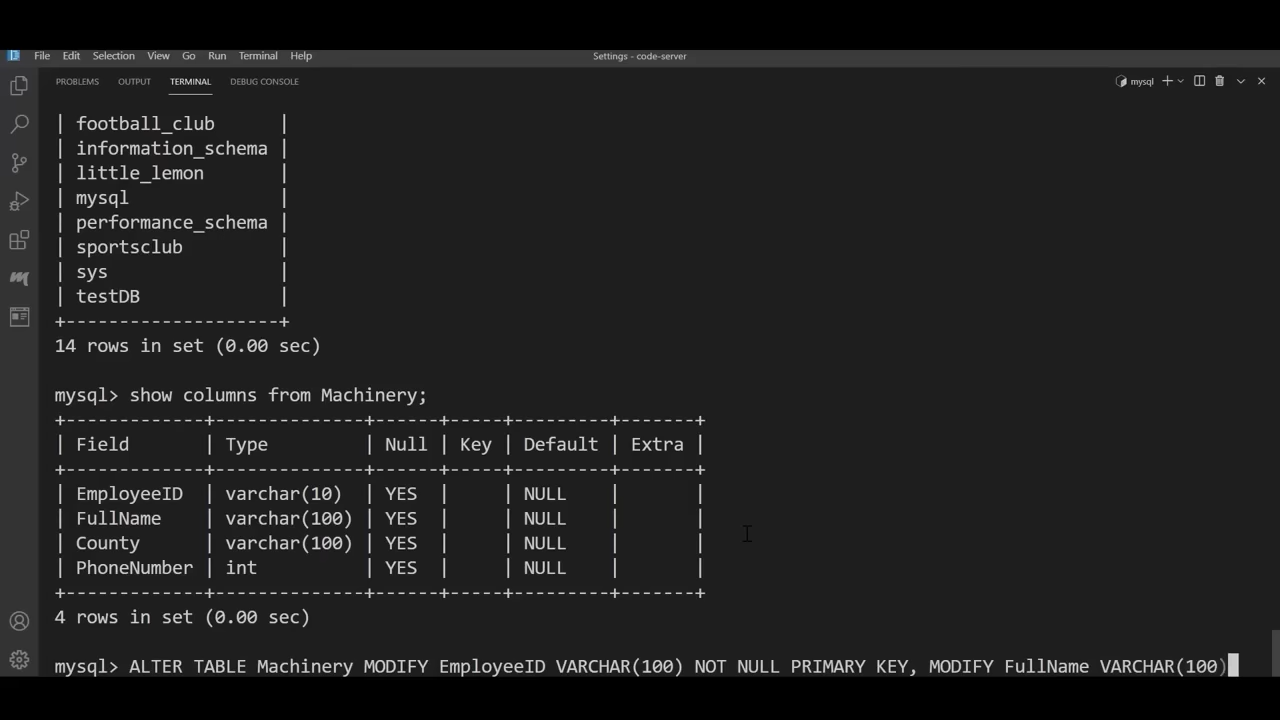 File Edit Selection View Go Run Terminal Help Settings - code-server
PROBLEMS OUTPUT TERMINAL DEBUG CONSOLE mysql
| football_club      |
| information_schema |
| little_lemon       |
| mysql              |
| performance_schema |
| sportsclub         |
| sys                |
| testDB             |
+--------------------+
14 rows in set (0.00 sec)
mysql> show columns from Machinery;
+-------------+--------------+------+-----+---------+-------+
| Field       | Type         | Null | Key | Default | Extra |
+-------------+--------------+------+-----+---------+-------+
| EmployeeID  | varchar(10)  | YES  |     | NULL    |       |
| FullName    | varchar(100) | YES  |     | NULL    |       |
| County      | varchar(100) | YES  |     | NULL    |       |
| PhoneNumber | int          | YES  |     | NULL    |       |
+-------------+--------------+------+-----+---------+-------+
4 rows in set (0.00 sec)
mysql> ALTER TABLE Machinery MODIFY EmployeeID VARCHAR(100) NOT NULL PRIMARY KEY, MODIFY FullName VARCHAR(100)